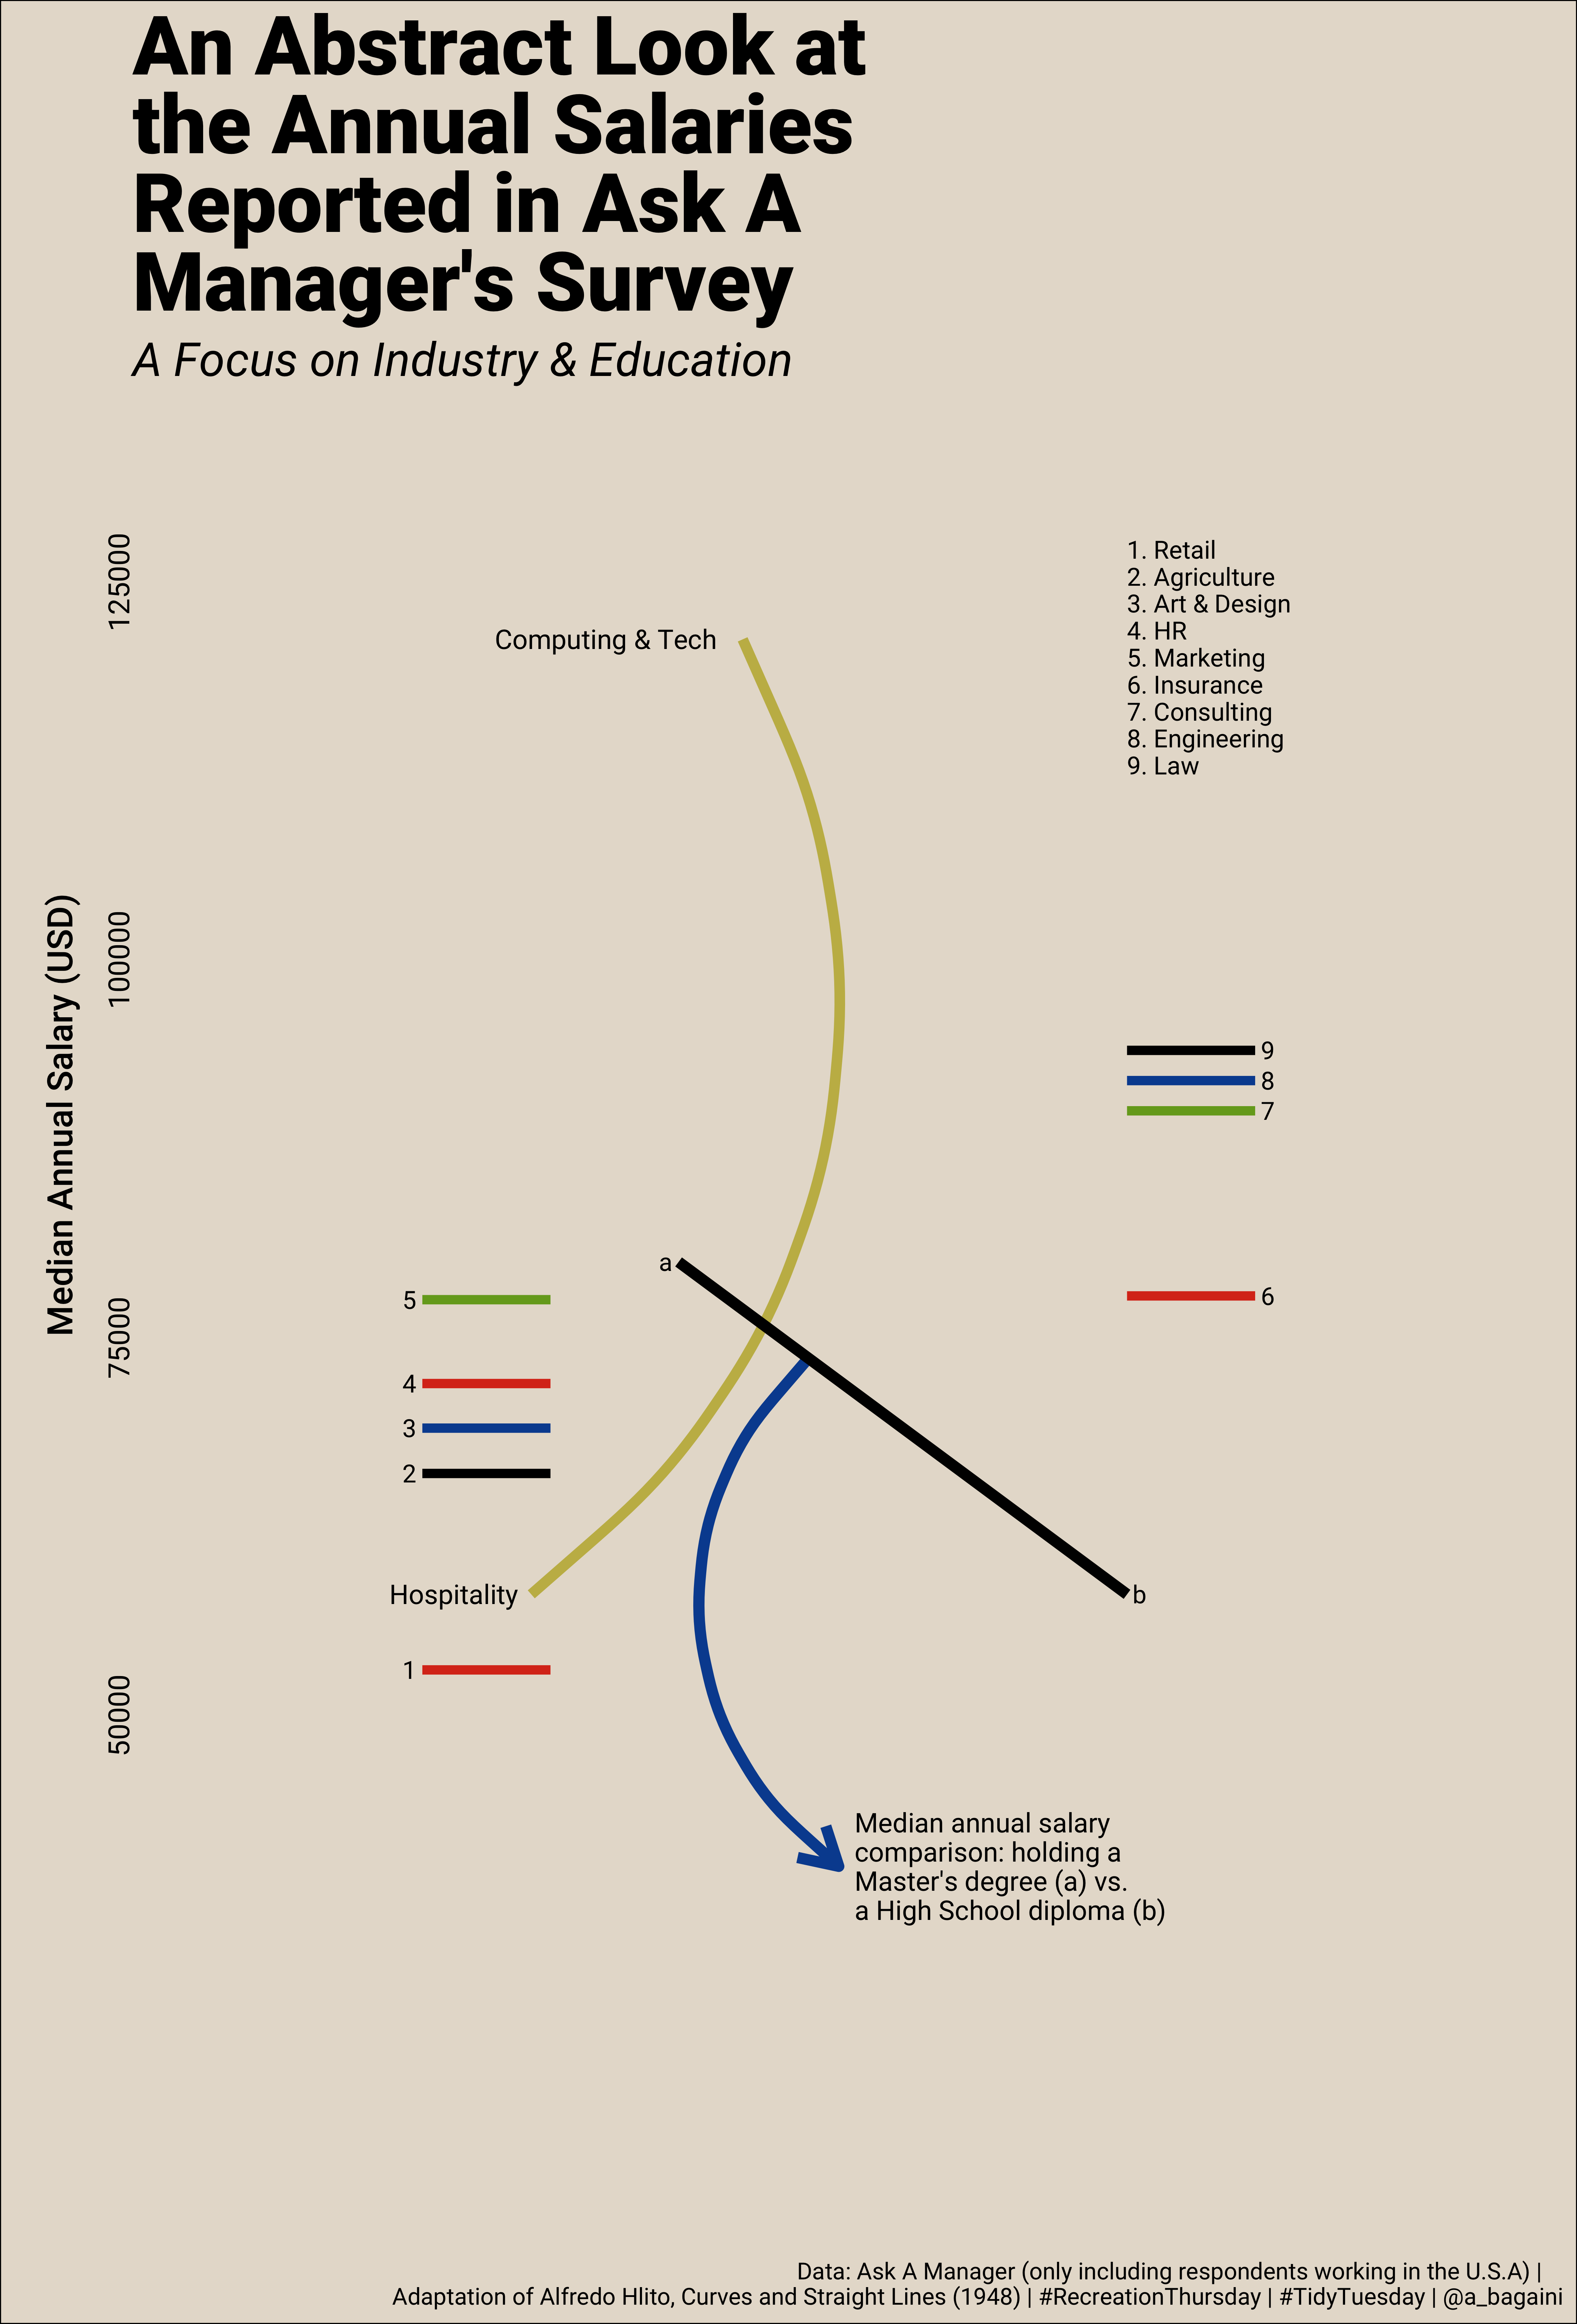 An Abstract Look at
the Annual Salaries
Reported in Ask A
Manager's Survey
A Focus on Industry & Education
Median Annual Salary (USD)
125000
100000
75000
50000
Computing & Tech
Hospitality
1. Retail
2. Agriculture
3. Art & Design
4. HR
5. Marketing
6. Insurance
7. Consulting
8. Engineering
9. Law
9
8
7
6
5
4
3
2
1
a
b
Median annual salary
comparison: holding a
Master's degree (a) vs.
a High School diploma (b)
Data: Ask A Manager (only including respondents working in the U.S.A) |
Adaptation of Alfredo Hlito, Curves and Straight Lines (1948) | #RecreationThursday | #TidyTuesday | @a_bagaini